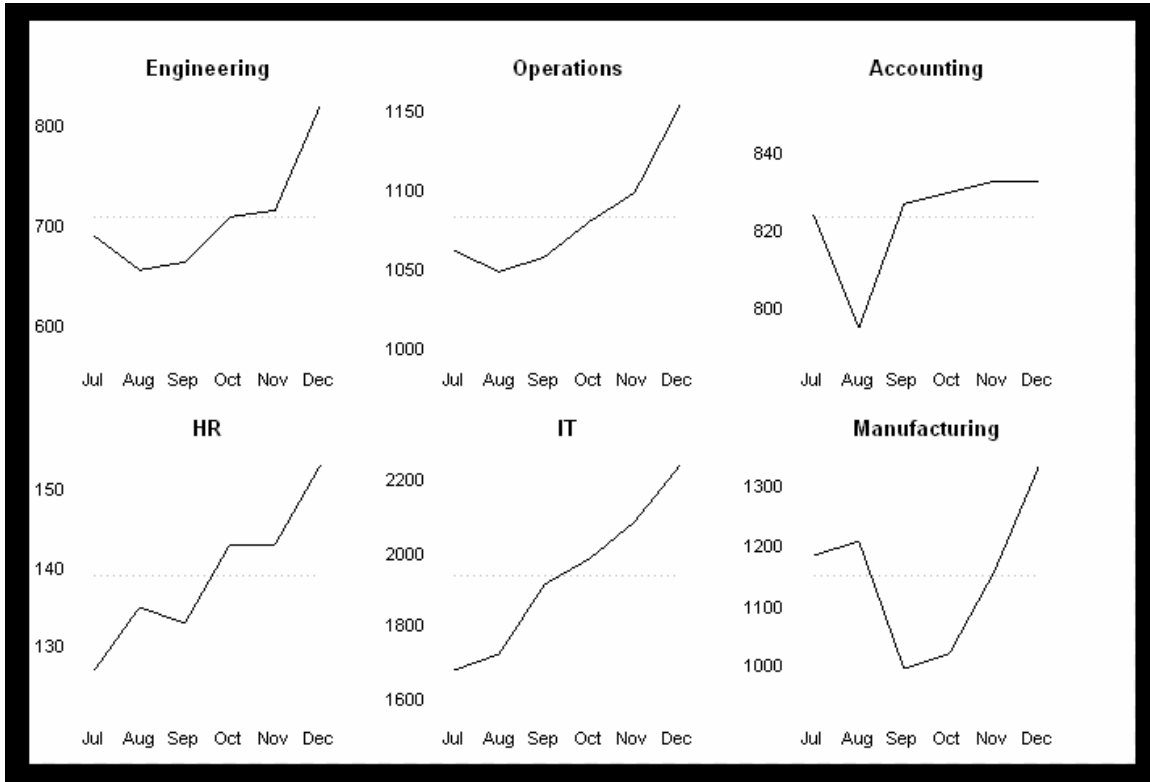 Engineering Operations Accounting
800 1150 840
700 1100 820
600 1050 800
1000
Jul Aug Sep Oct Nov Dec Jul Aug Sep Oct Nov Dec Jul Aug Sep Oct Nov Dec
HR IT Manufacturing
150 2200 1300
140 2000 1200
130 1800 1100
1600 1000
Jul Aug Sep Oct Nov Dec Jul Aug Sep Oct Nov Dec Jul Aug Sep Oct Nov Dec